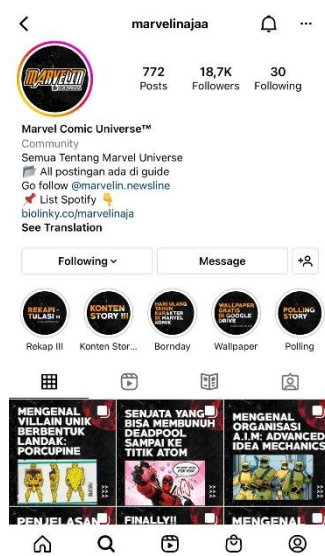 marvelinajaa
MARVELIN
772
18,7K
30
Posts
Followers
Following
Marvel Comic Universe™
Community
Semua Tentang Marvel Universe
All postingan ada di guide
Go follow @marvelin.newsline
List Spotify
biolinky.co/marvelinaja
See Translation
Following
Message
REKAPI-
TULASI III
KONTEN
STORY III
HARI ULANG
TAHUN
KARAKTER
DI MARVEL
KOMIK
WALLPAPER
GRATIS
DI GOOGLE
DRIVE
POLLING
STORY
Rekap III
Konten Stor...
Bornday
Wallpaper
Polling
MENGENAL
VILLAIN UNIK
BERBENTUK
LANDAK:
PORCUPINE
SENJATA YANG
BISA MEMBUNUH
DEADPOOL
SAMPAI KE
TITIK ATOM
MENGENAL
ORGANISASI
A.I.M: ADVANCED
IDEA MECHANICS
PENJELASAN
FINALLY!!
MENGENAL